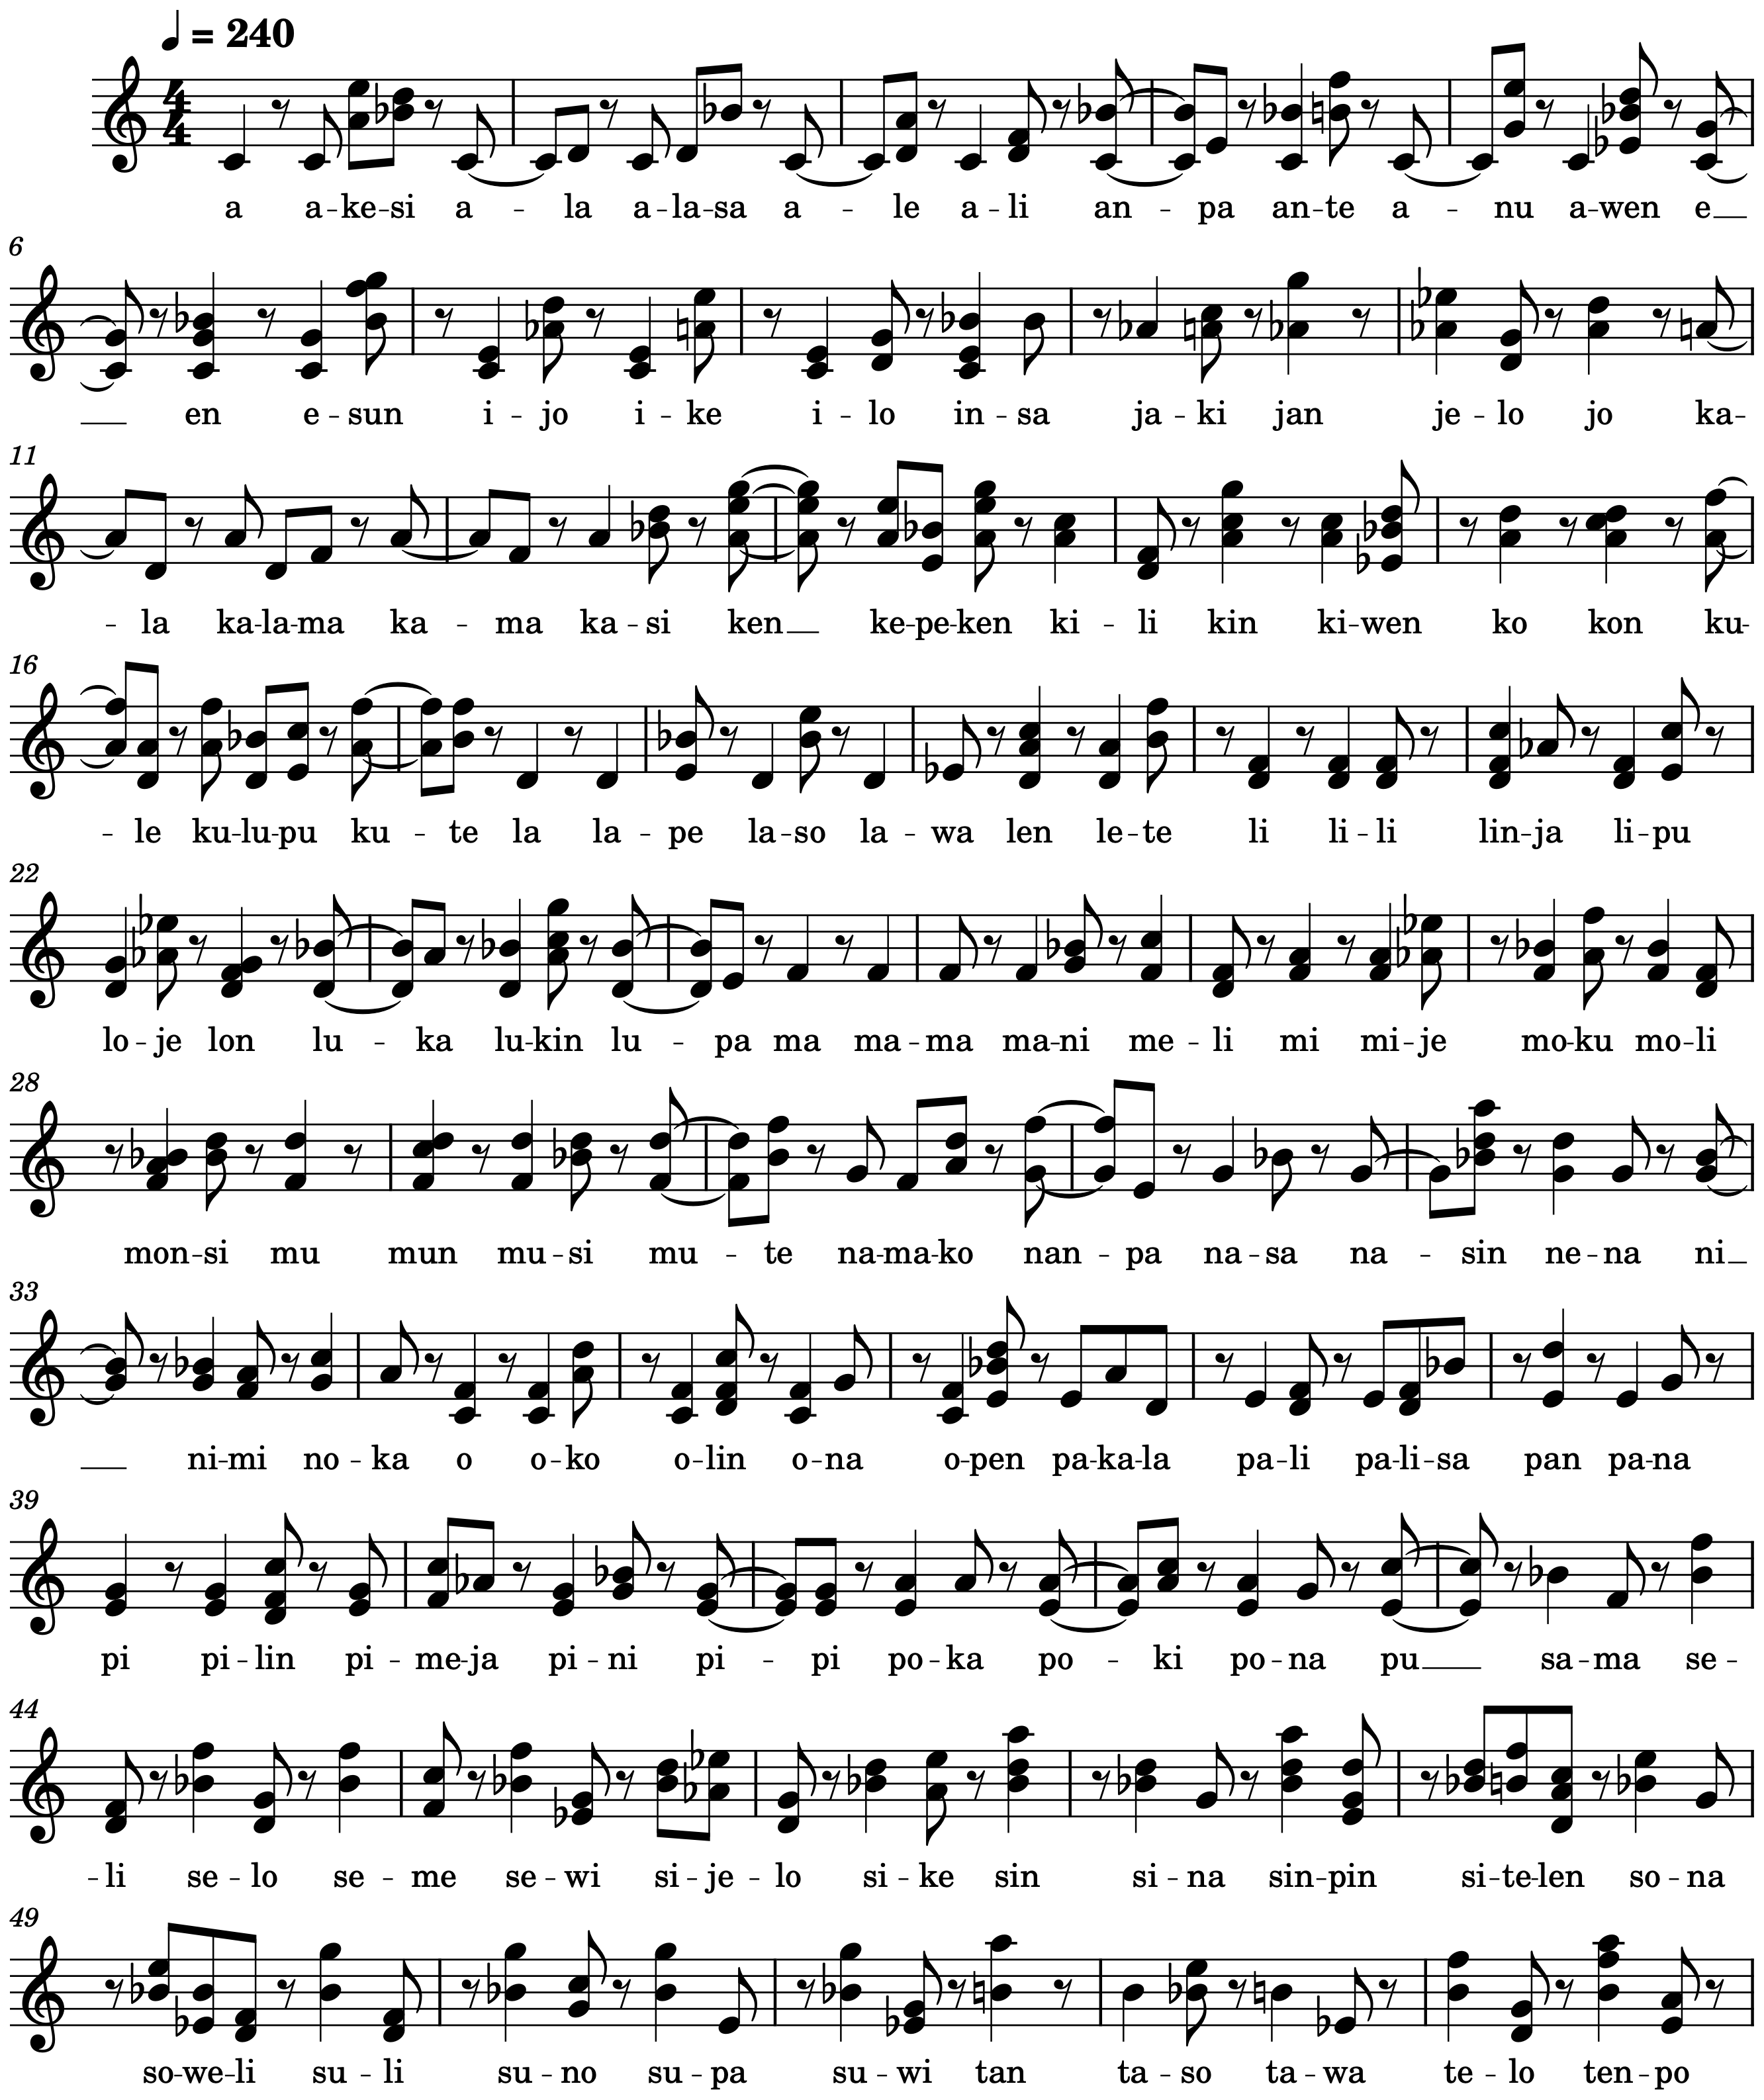 ♩ = 240
a a-ke-si a-la a-la-sa a-le a-li an-pa an-te a-nu a-wen e
6
en e-sun i-jo i-ke i-lo in-sa ja-ki jan je-lo jo ka-
11
-la ka-la-ma ka-ma ka-si ken ke-pe-ken ki-li kin ki-wen ko kon ku-
16
-le ku-lu-pu ku-te la la-pe la-so la-wa len le-te li li-li lin-ja li-pu
22
lo-je lon lu-ka lu-kin lu-pa ma ma-ma ma-ni me-li mi mi-je mo-ku mo-li
28
mon-si mu mun mu-si mu-te na-ma-ko nan-pa na-sa na-sin ne-na ni
33
ni-mi no-ka o o-ko o-lin o-na o-pen pa-ka-la pa-li pa-li-sa pan pa-na
39
pi pi-lin pi-me-ja pi-ni pi-pi po-ka po-ki po-na pu sa-ma se-
44
-li se-lo se-me se-wi si-je-lo si-ke sin si-na sin-pin si-te-len so-na
49
so-we-li su-li su-no su-pa su-wi tan ta-so ta-wa te-lo ten-po